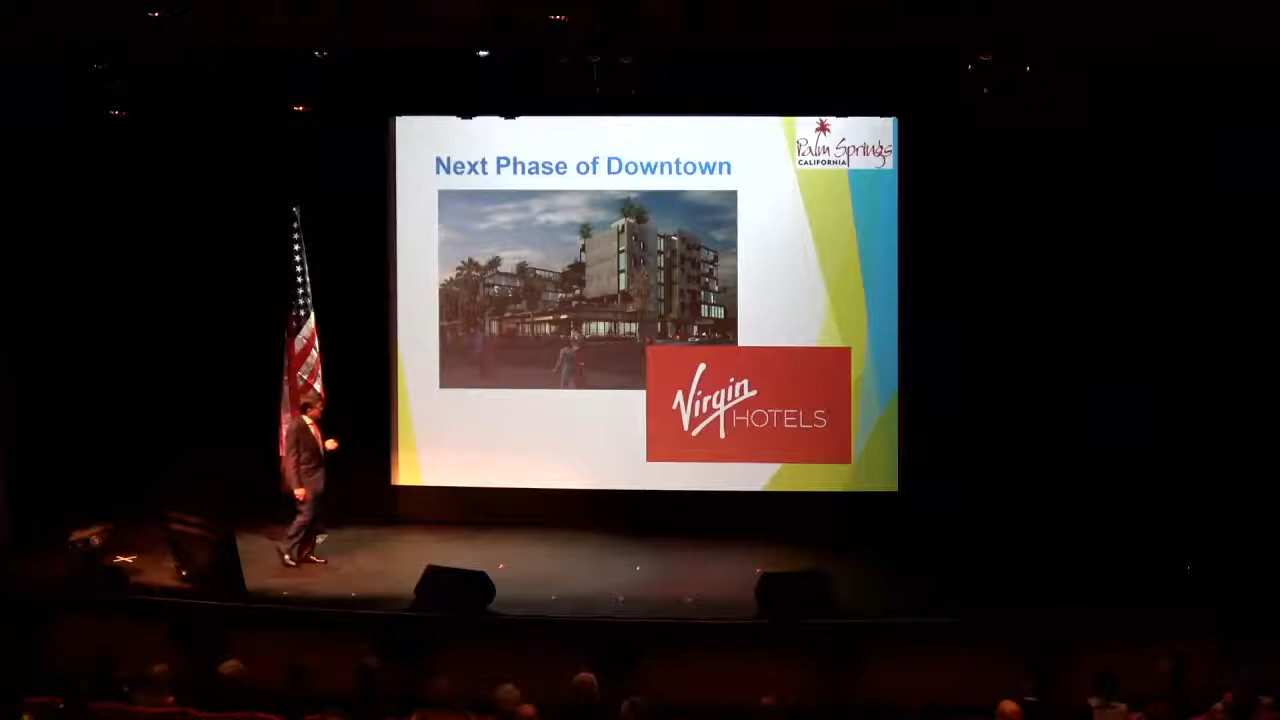 Palm Springs
CALIFORNIA
Next Phase of Downtown
Virgin
HOTELS